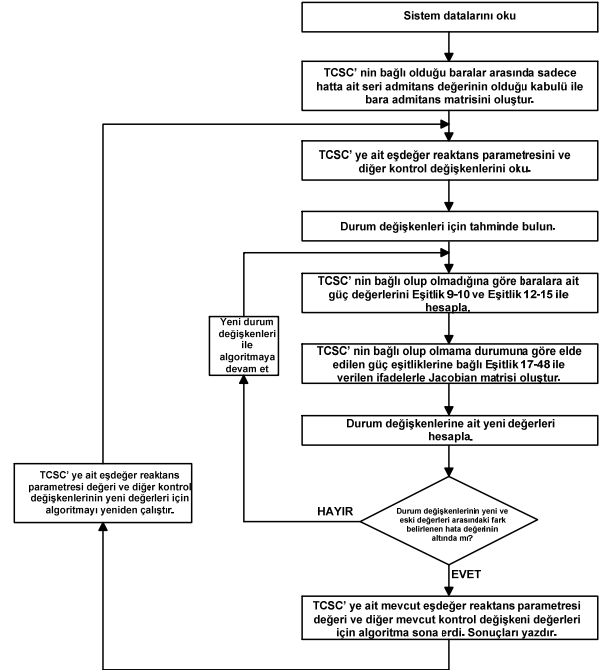 Sistem datalarını oku
TCSC' nin bağlı olduğu baralar arasında sadece
hatta ait seri admitans değerinin olduğu kabulü ile
bara admitans matrisini oluştur.
TCSC' ye ait eşdeğer reaktans parametresini ve
diğer kontrol değişkenlerini oku.
Durum değişkenleri için tahminde bulun.
TCSC' nin bağlı olup olmadığına göre baralara ait
güç değerlerini Eşitlik 9-10 ve Eşitlik 12-15 ile
hesapla.
Yeni durum
değişkenleri
ile
algoritmaya
devam et
TCSC' nin bağlı olup olmama durumuna göre elde
edilen güç eşitliklerine bağlı Eşitlik 17-48 ile
verilen ifadelerle Jacobian matrisi oluştur.
Durum değişkenlerine ait yeni değerleri
hesapla.
TCSC' ye ait eşdeğer reaktans
parametresi değeri ve diğer kontrol
değişkenlerinin yeni değerleri için
algoritmayı yeniden çalıştır.
HAYIR
Durum değişkenlerinin yeni ve
eski değerleri arasındaki fark
belirlenen hata değerinin
altında mı?
EVET
TCSC' ye ait mevcut eşdeğer reaktans parametresi
değeri ve diğer mevcut kontrol değişkeni değerleri
için algoritma sona erdi. Sonuçları yazdır.